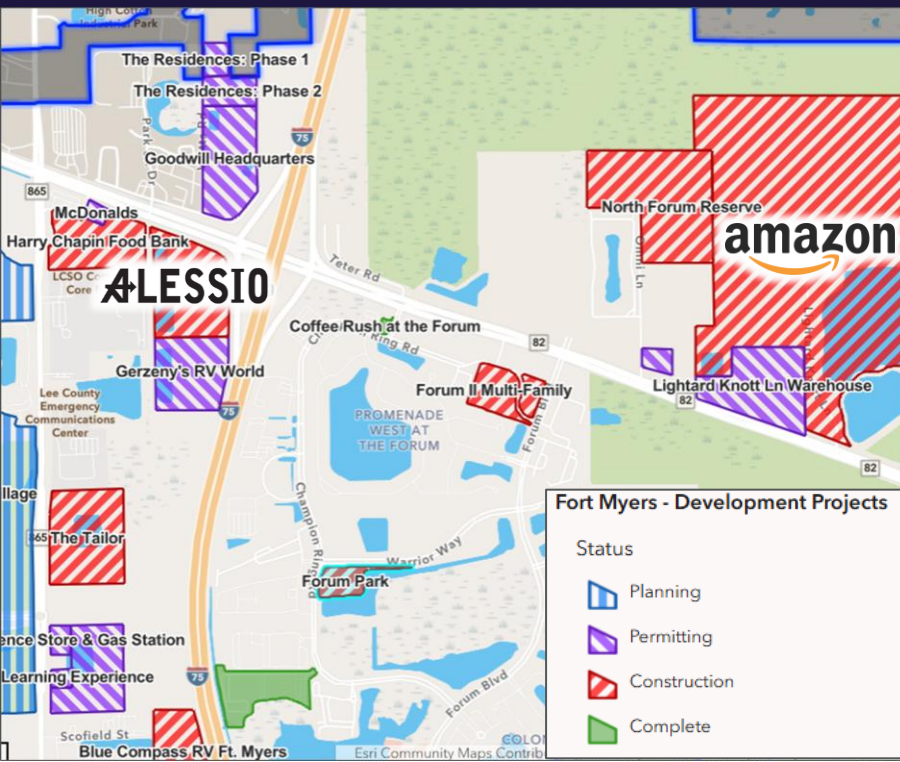 High Cotton
Industrial Park
The Residences: Phase 1
The Residences: Phase 2
75
Goodwill Headquarters
865
McDonalds
North Forum Reserve
Harry Chapin Food Bank
amazon
LCSO
Core
ALESSIO
Teter Rd
Omni Ln
Coffee Rush at the Forum
Ring Rd
82
Gerzeny's RV World
75
Forum II Multi-Family
Lightard Knott Ln Warehouse
82
Lee County
Emergency
Communications
Center
PROMENADE
WEST AT
THE FORUM
82
llage
Champion Ring
865
The Tailor
Warrior Way
Forum Park
ence Store & Gas Station
Learning Experience
75
Forum Blvd
Scofield St
Blue Compass RV Ft. Myers
COLON
Esri Community Maps Contrib
Fort Myers - Development Projects
Status
Planning
Permitting
Construction
Complete